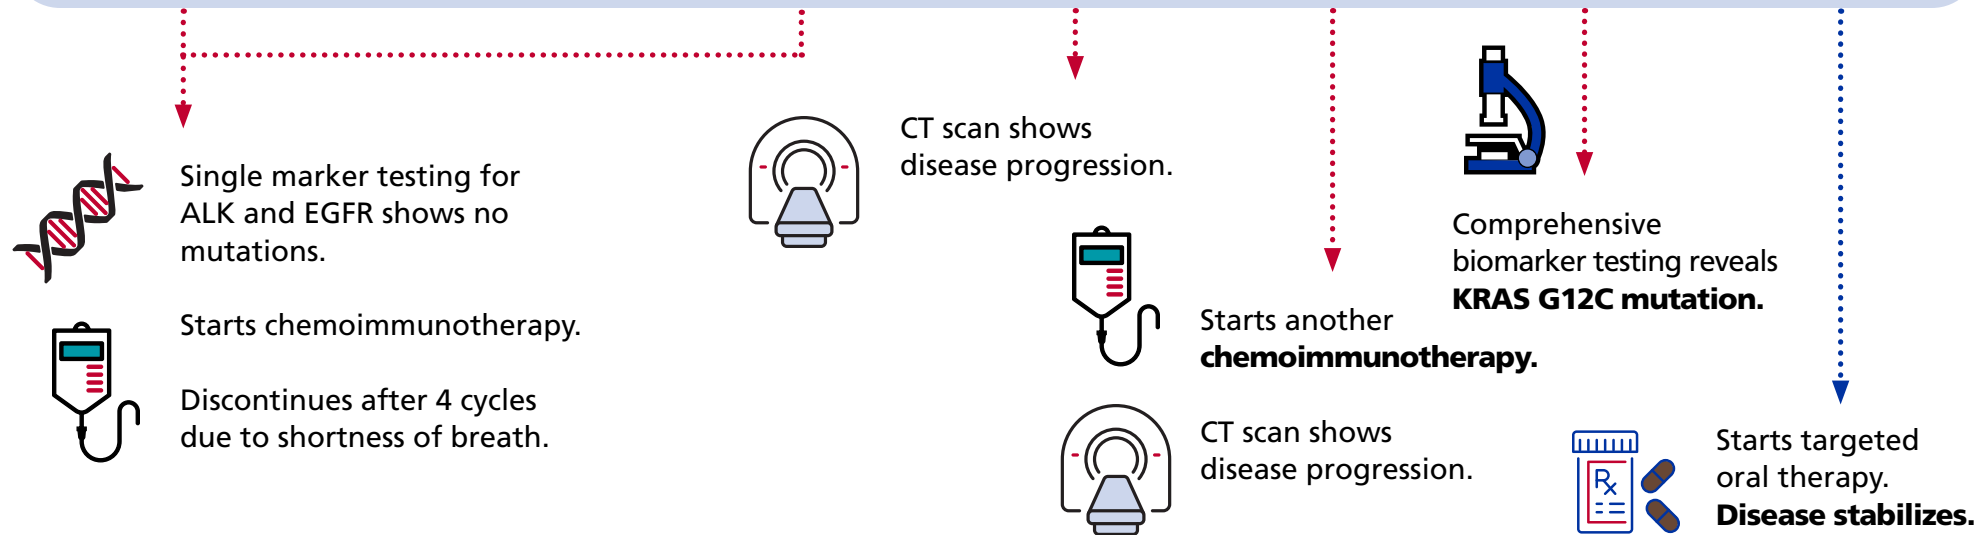 Single marker testing for
ALK and EGFR shows no
mutations.
Starts chemoimmunotherapy.
Discontinues after 4 cycles
due to shortness of breath.
CT scan shows
disease progression.
Starts another
chemoimmunotherapy.
CT scan shows
disease progression.
Comprehensive
biomarker testing reveals
KRAS G12C mutation.
Rx
Starts targeted
oral therapy.
Disease stabilizes.